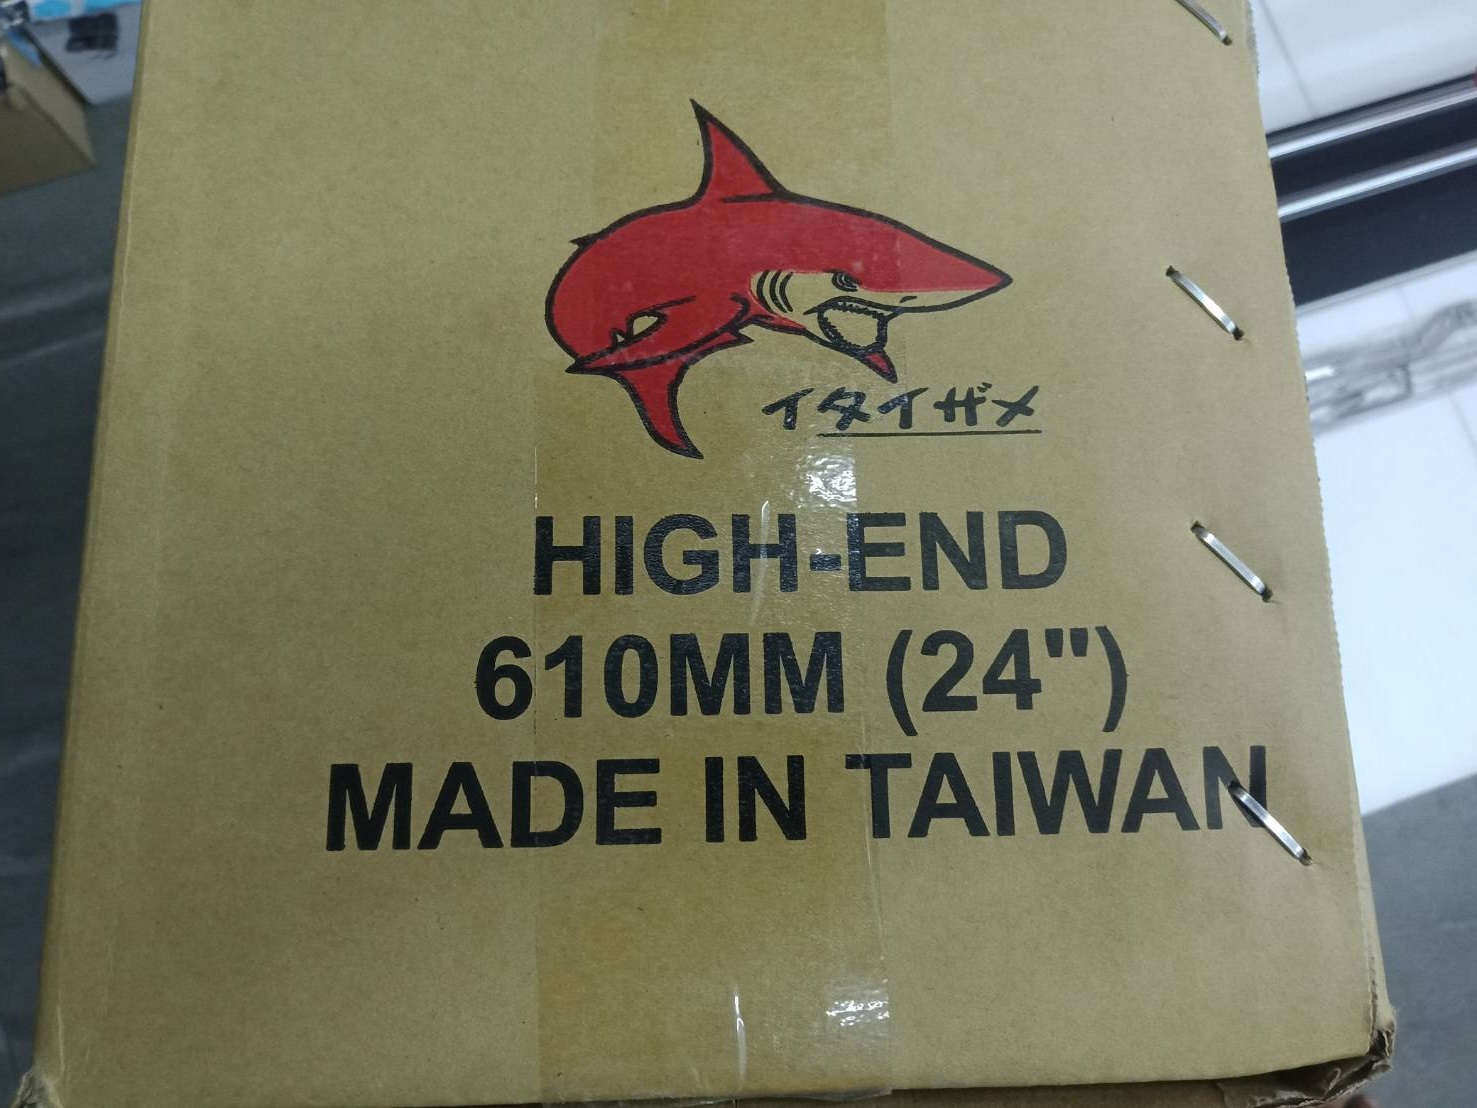 イタイザメ
HIGH-END
610MM (24")
MADE IN TAIWAN